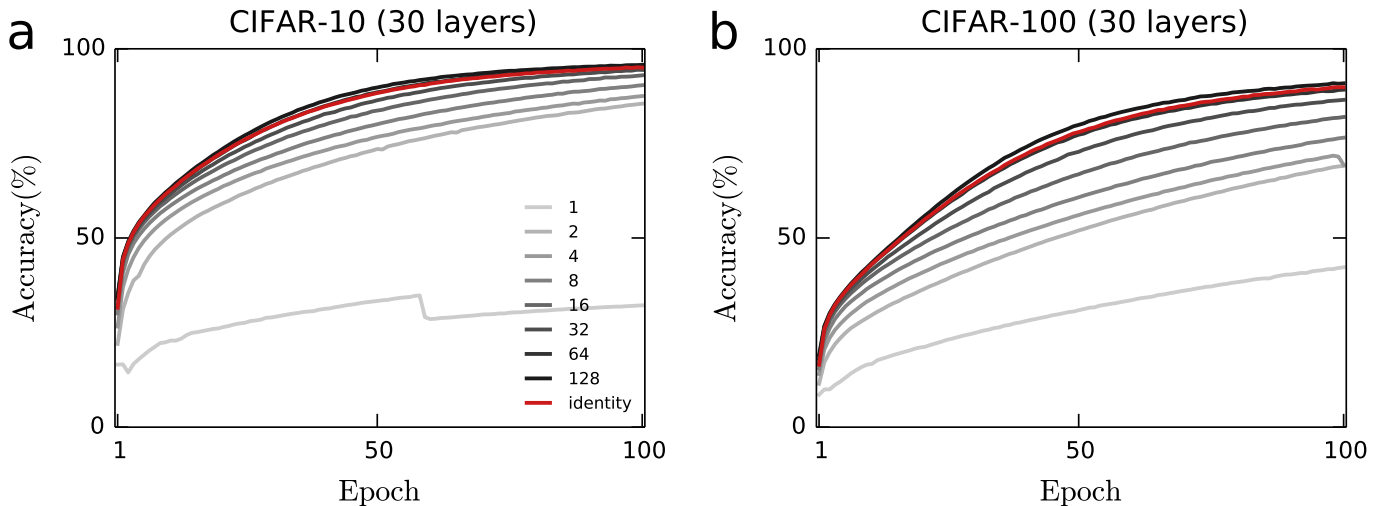 a
CIFAR-10 (30 layers)
100
50
0
1
50
100
Accuracy(%)
Epoch
1
2
4
8
16
32
64
128
identity
b
CIFAR-100 (30 layers)
100
50
0
1
50
100
Accuracy(%)
Epoch